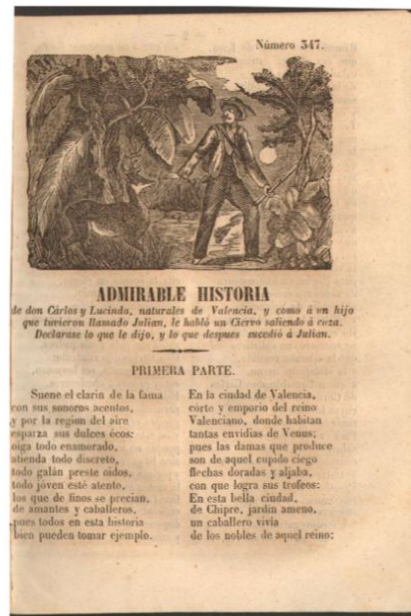 Número 347.
ADMIRABLE HISTORIA
de don Cárlos y Lucinda, naturales de Valencia, y como á un hijo
que tuvieron llamado Julian, le habló un Ciervo saliendo á caza.
Declarase lo que le dijo, y lo que despues sucedió á Julian.
PRIMERA PARTE.
Suene el clarin de la fama
con sus sonoros acentos,
y por la region del aire
esparza sus dulces écos:
oiga todo enamorado,
atienda todo discreto,
todo galán preste oidos,
todo jóven esté atento,
los que de finos se precian,
de amantes y caballeros,
pues todos en esta historia
bien pueden tomar ejemplo.
En la ciudad de Valencia,
córte y emporio del reino
Valenciano, donde habitan
tantas envidias de Venus;
pues las damas que produce
son de aquel cupido ciego
flechas doradas y aljaba,
con que logra sus trofeos:
En esta bella ciudad,
de Chipre, jardin ameno,
un caballero vivia
de los nobles de aquel reino;